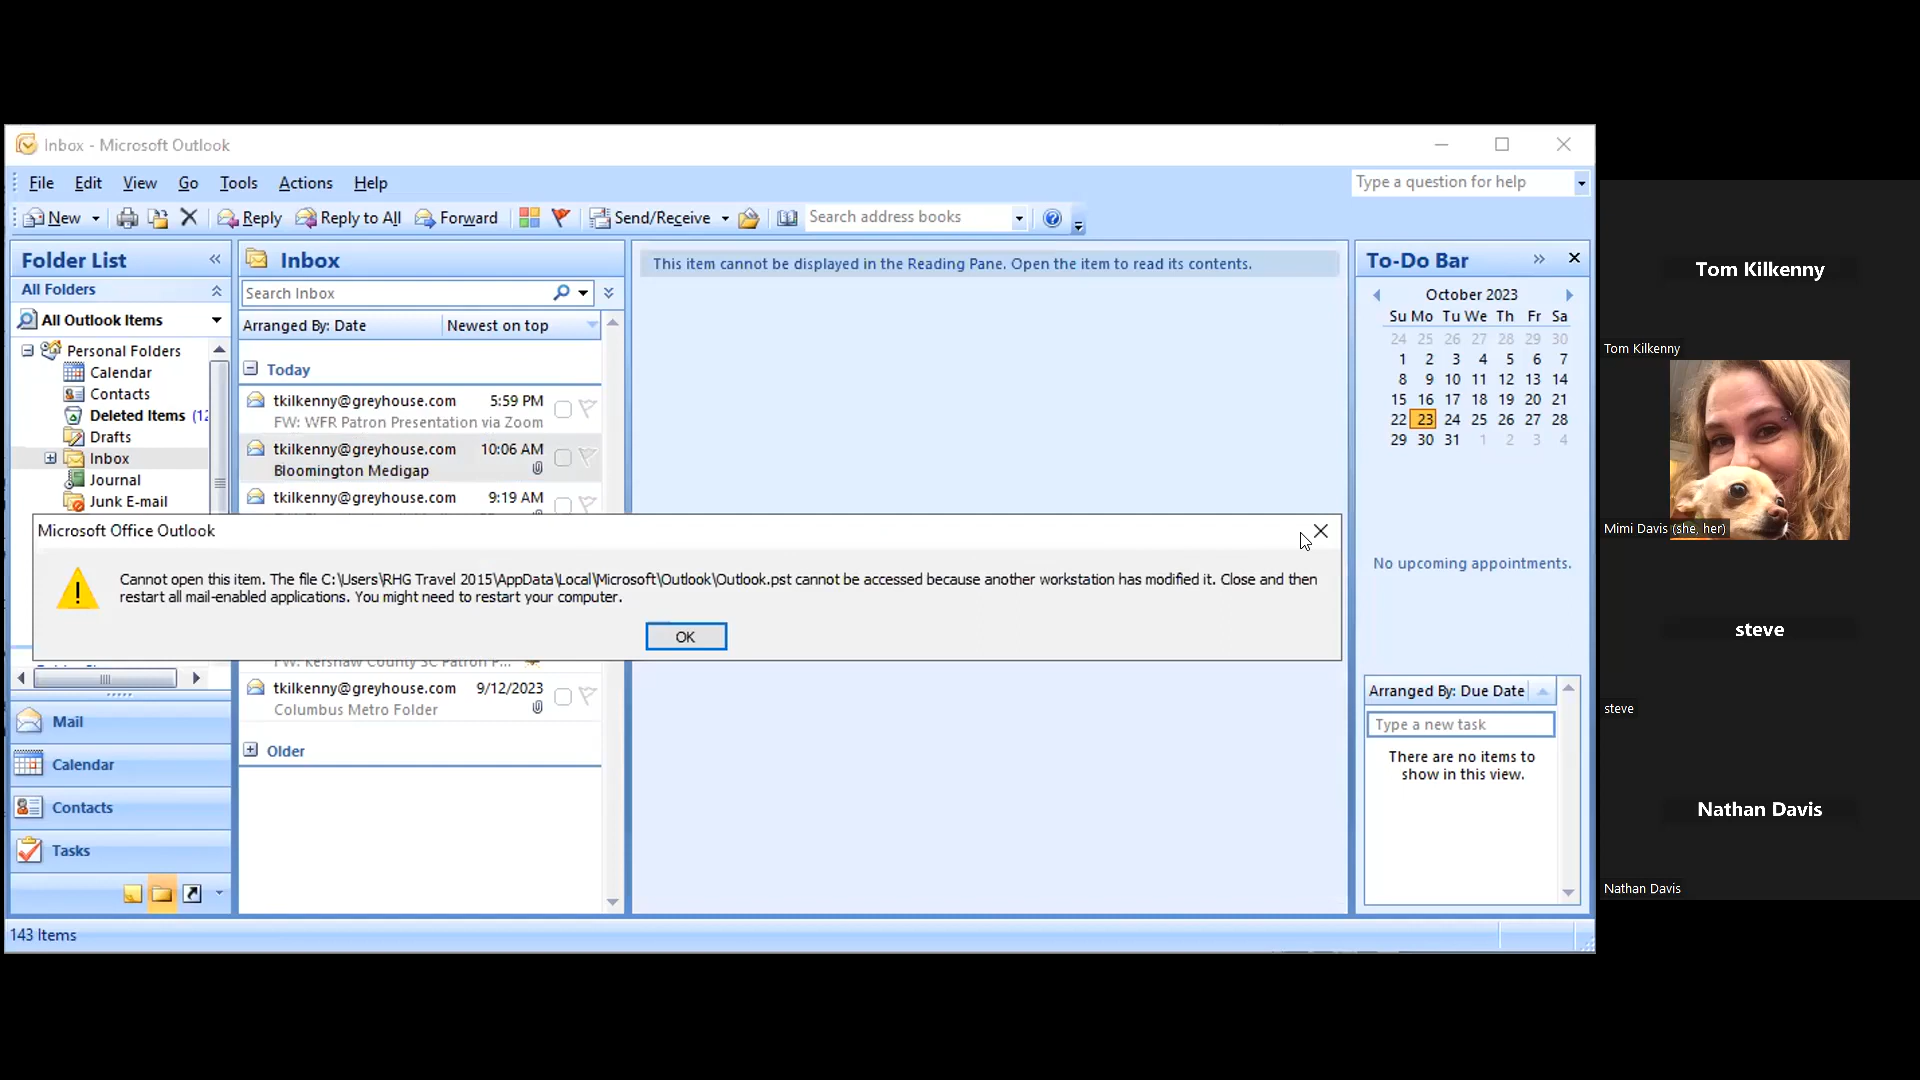 Inbox - Microsoft Outlook
File Edit View Go Tools Actions Help
Type a question for help
New Reply Reply to All Forward Send/Receive Search address books
Folder List
All Folders
All Outlook Items
Personal Folders
Calendar
Contacts
Deleted Items (12
Drafts
Inbox
Journal
Junk E-mail
Mail
Calendar
Contacts
Tasks
Inbox
Search Inbox
Arranged By: Date Newest on top
Today
tkilkenny@greyhouse.com 5:59 PM
FW: WFR Patron Presentation via Zoom
tkilkenny@greyhouse.com 10:06 AM
Bloomington Medigap
tkilkenny@greyhouse.com 9:19 AM
FW: Kershaw County SC Patron P...
tkilkenny@greyhouse.com 9/12/2023
Columbus Metro Folder
Older
This item cannot be displayed in the Reading Pane. Open the item to read its contents.
Microsoft Office Outlook
Cannot open this item. The file C:\Users\RHG Travel 2015\AppData\Local\Microsoft\Outlook\Outlook.pst cannot be accessed because another workstation has modified it. Close and then
restart all mail-enabled applications. You might need to restart your computer.
OK
To-Do Bar
October 2023
Su Mo Tu We Th Fr Sa
24 25 26 27 28 29 30
1 2 3 4 5 6 7
8 9 10 11 12 13 14
15 16 17 18 19 20 21
22 23 24 25 26 27 28
29 30 31 1 2 3 4
No upcoming appointments.
Arranged By: Due Date
Type a new task
There are no items to
show in this view.
143 Items
Tom Kilkenny
Tom Kilkenny
Mimi Davis (she, her)
steve
steve
Nathan Davis
Nathan Davis